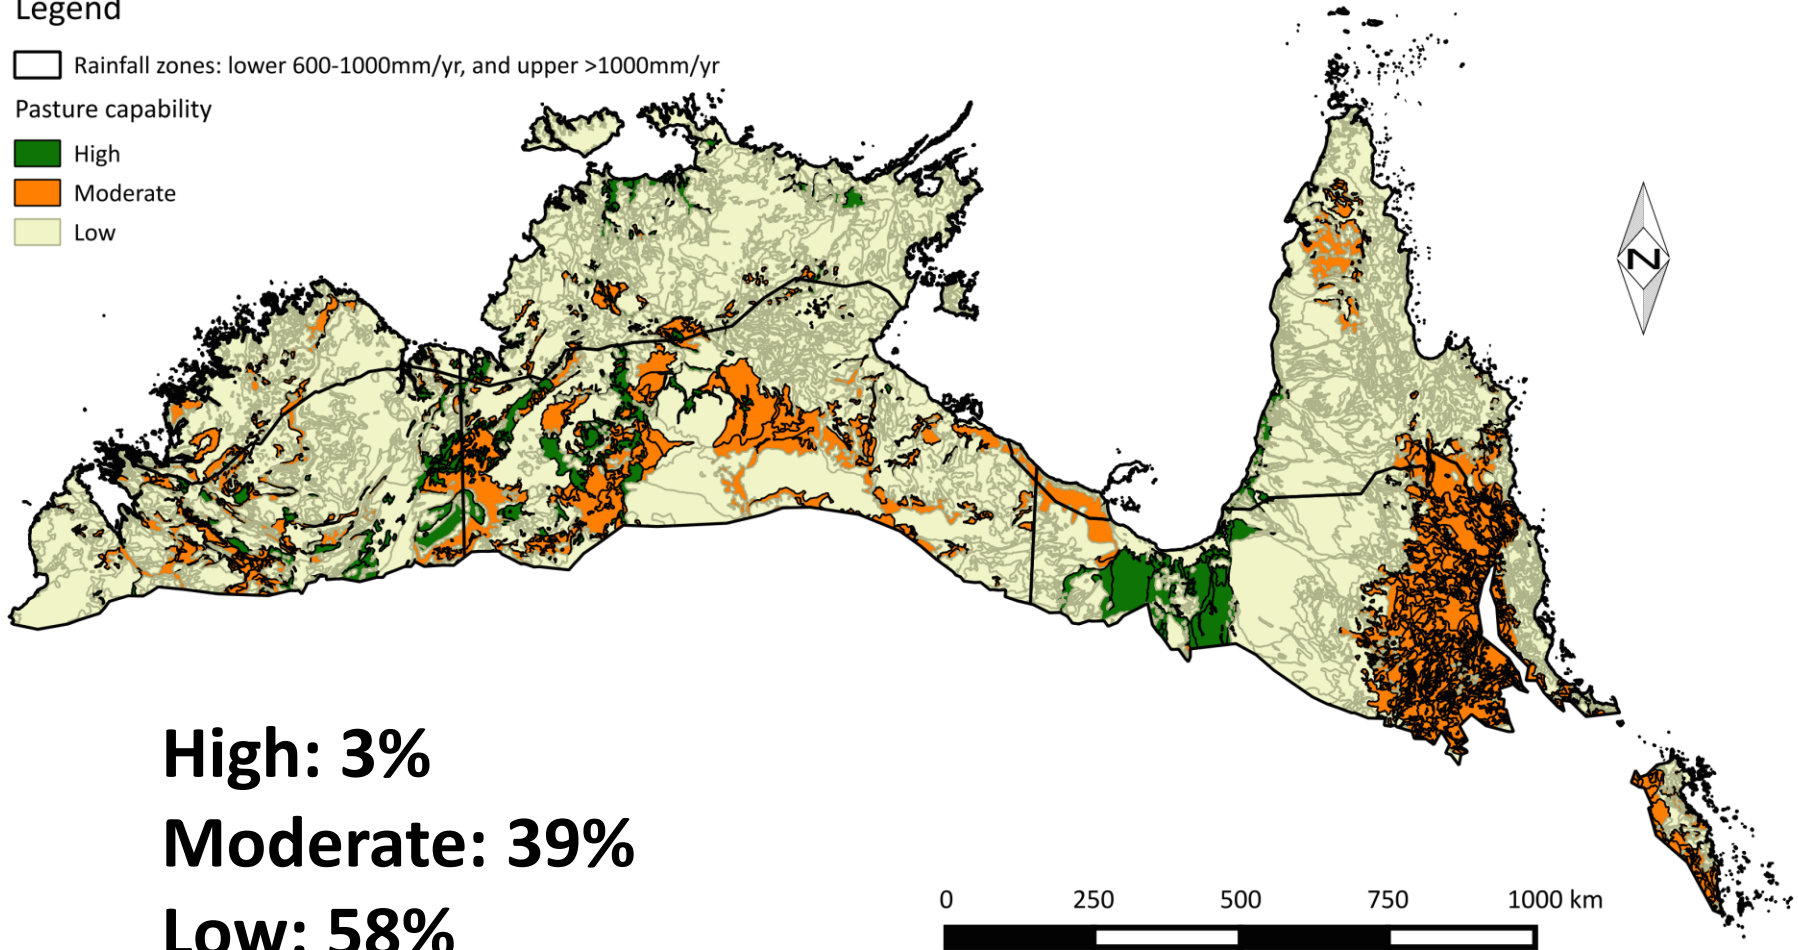 Legend
Rainfall zones: lower 600-1000mm/yr, and upper >1000mm/yr
Pasture capability
High
Moderate
Low
N
High: 3%
Moderate: 39%
Low: 58%
0 250 500 750 1000 km